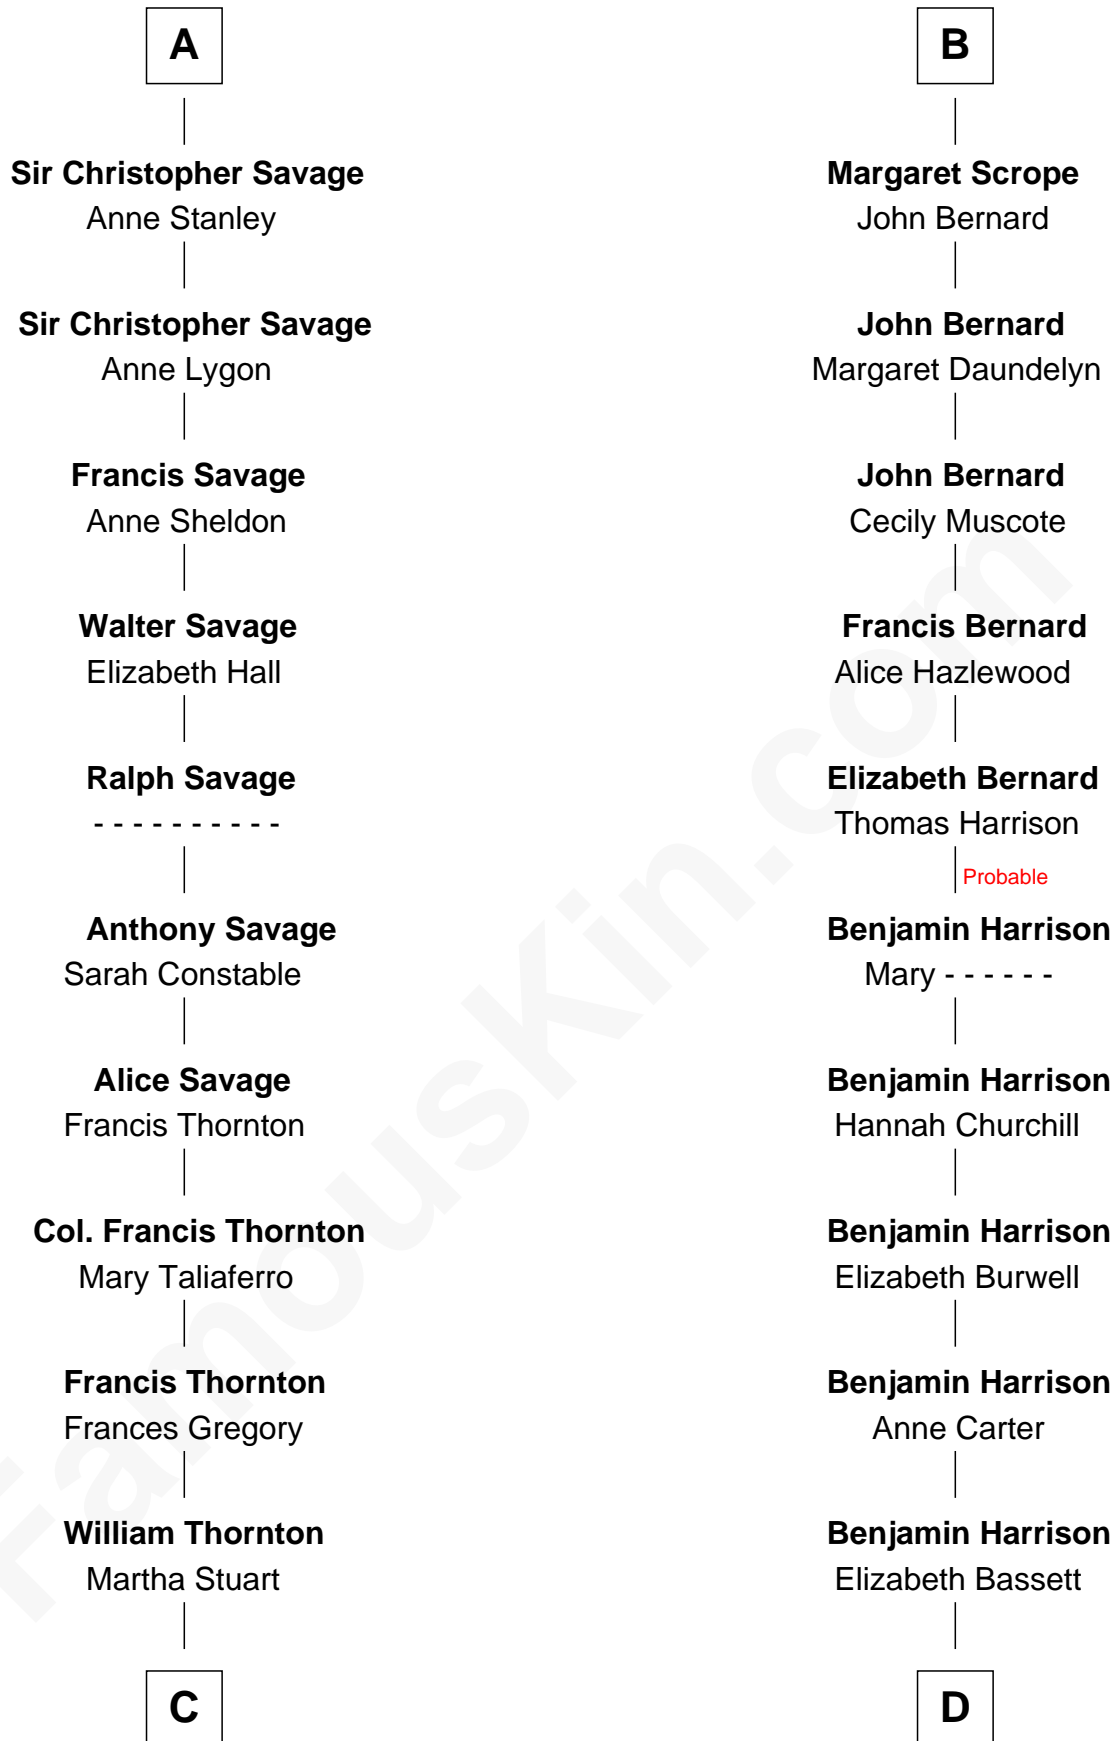 A
Sir Christopher Savage
Anne Stanley
Sir Christopher Savage
Anne Lygon
Francis Savage
Anne Sheldon
Walter Savage
Elizabeth Hall
Ralph Savage
- - - - - - - - - -
Anthony Savage
Sarah Constable
Alice Savage
Francis Thornton
Col. Francis Thornton
Mary Taliaferro
Francis Thornton
Frances Gregory
William Thornton
Martha Stuart
C
B
Margaret Scrope
John Bernard
John Bernard
Margaret Daundelyn
John Bernard
Cecily Muscote
Francis Bernard
Alice Hazlewood
Elizabeth Bernard
Thomas Harrison
Probable
Benjamin Harrison
Mary - - - - - -
Benjamin Harrison
Hannah Churchill
Benjamin Harrison
Elizabeth Burwell
Benjamin Harrison
Anne Carter
Benjamin Harrison
Elizabeth Bassett
D
FamousKin.com